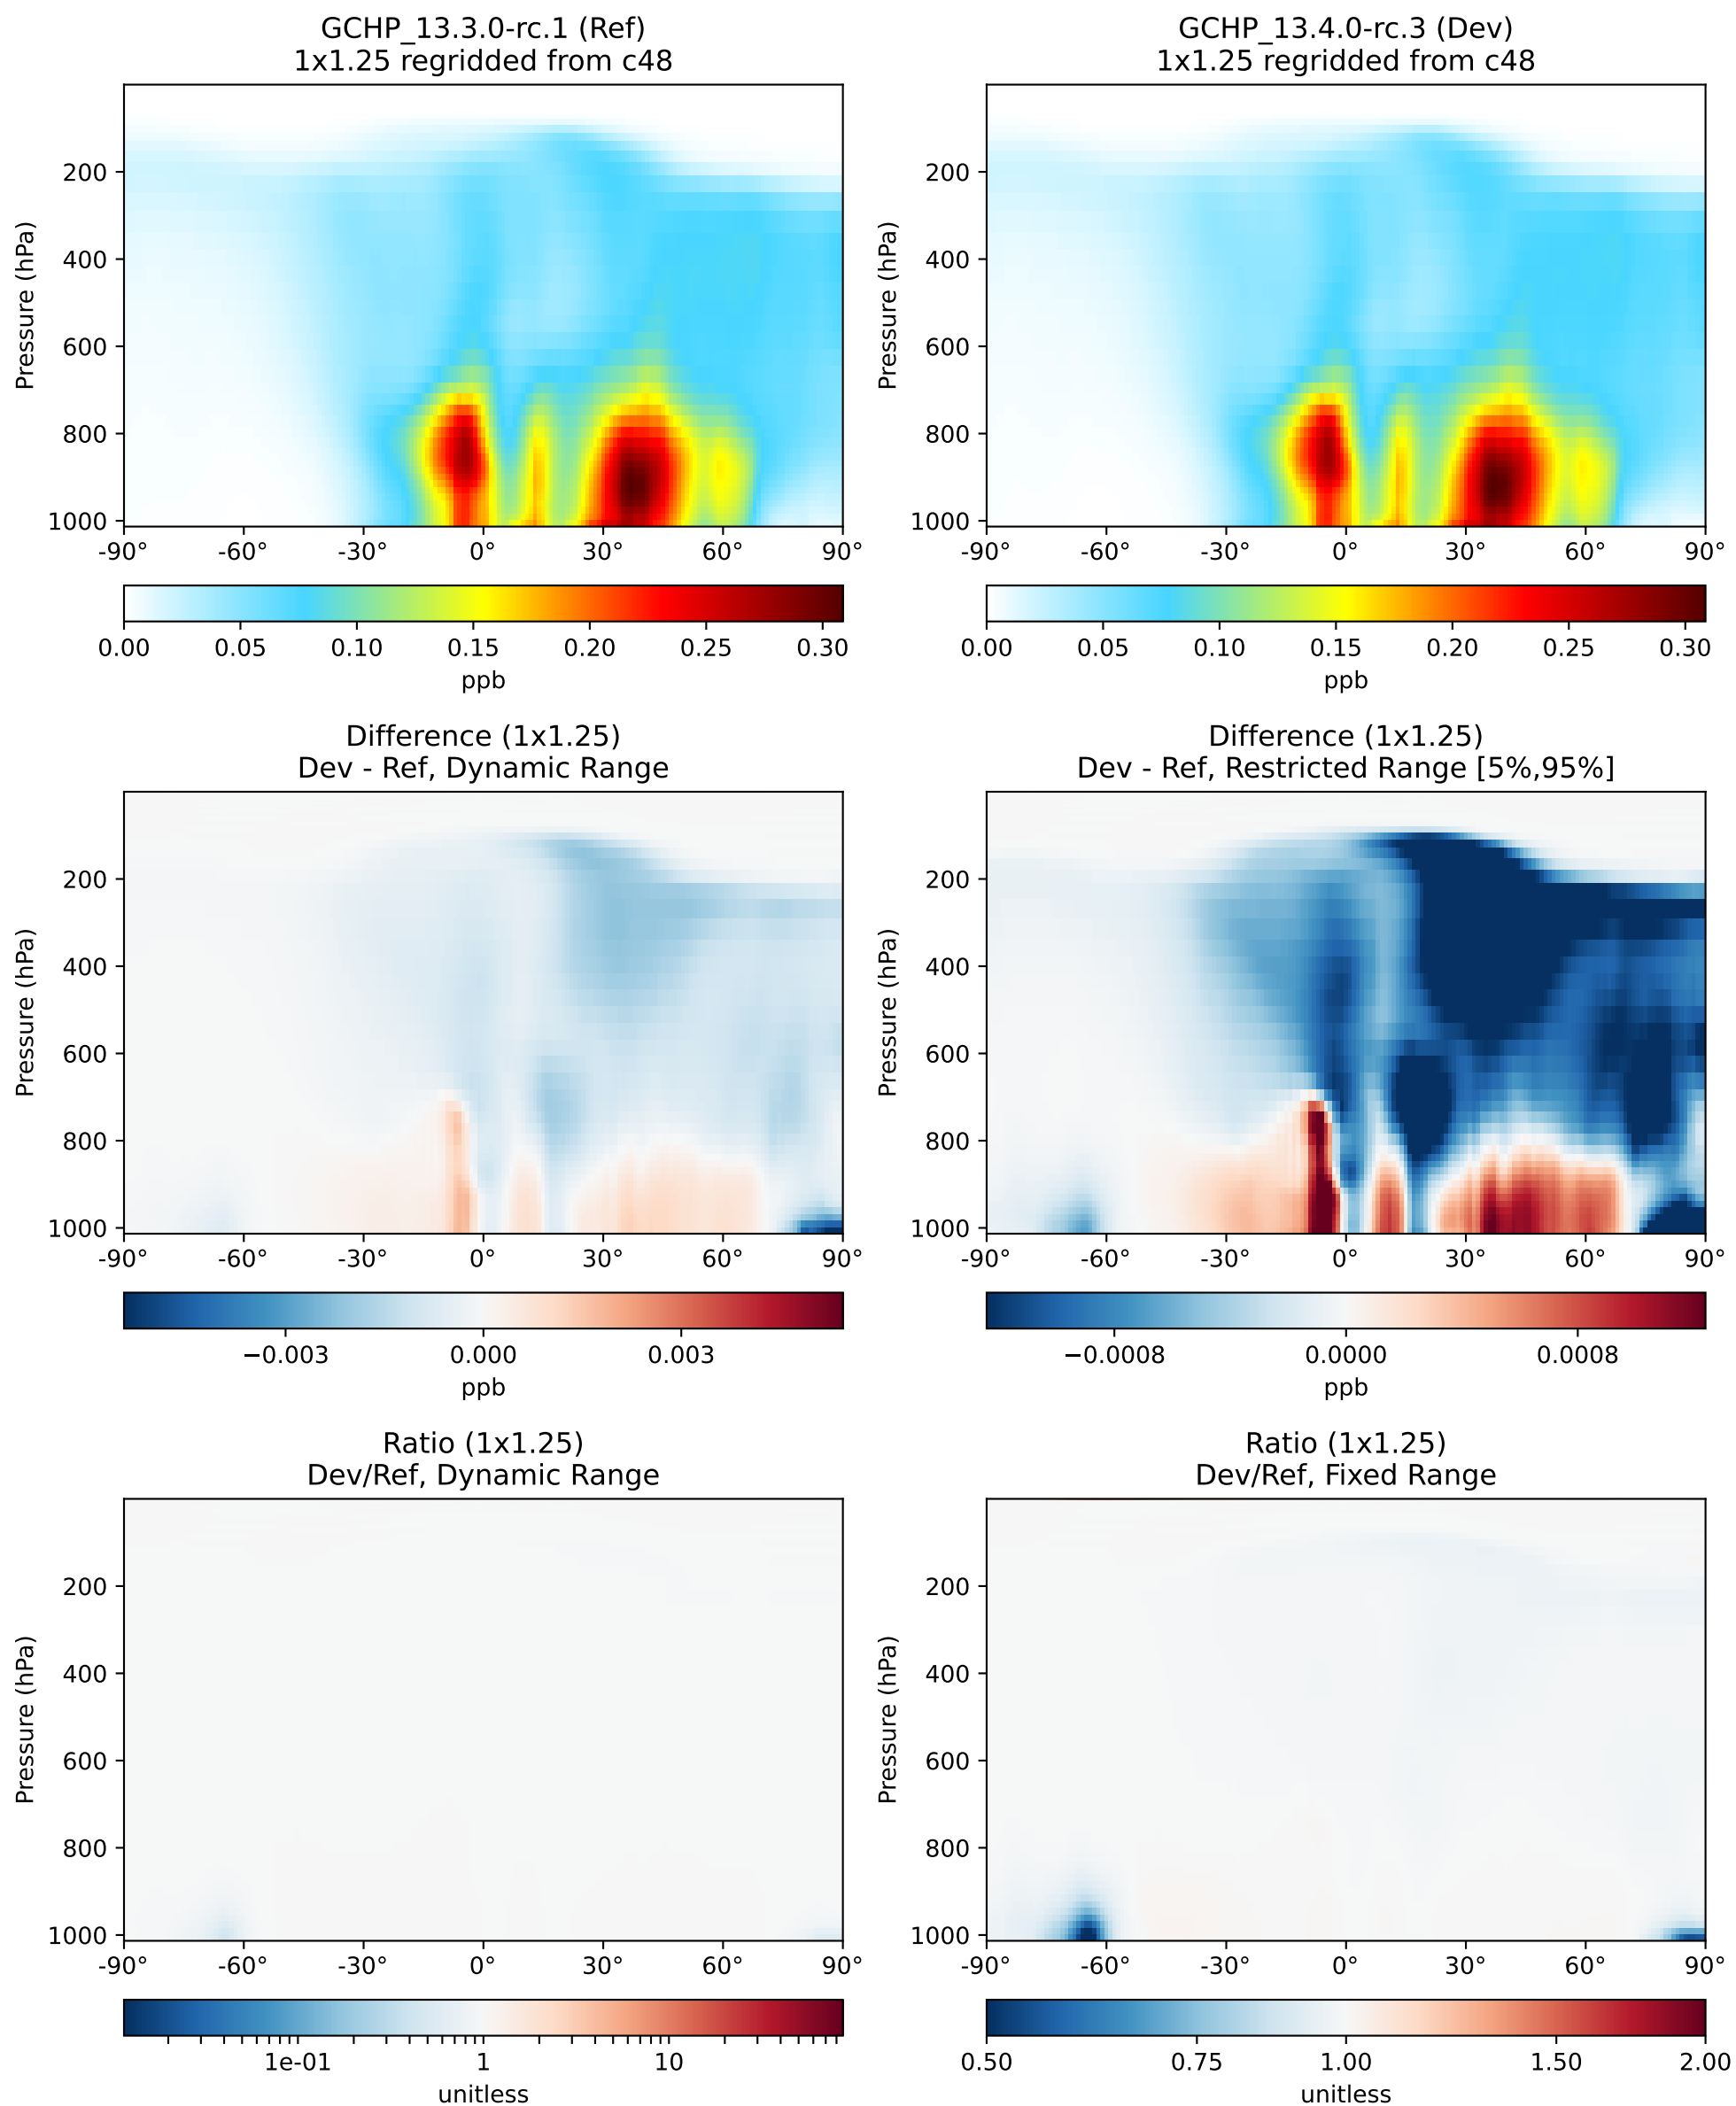 GCHP_13.3.0-rc.1 (Ref)
1x1.25 regridded from c48
Pressure (hPa)
200
400
600
800
1000
-90° -60° -30° 0° 30° 60° 90°
0.00 0.05 0.10 0.15 0.20 0.25 0.30
ppb
GCHP_13.4.0-rc.3 (Dev)
1x1.25 regridded from c48
Pressure (hPa)
200
400
600
800
1000
-90° -60° -30° 0° 30° 60° 90°
0.00 0.05 0.10 0.15 0.20 0.25 0.30
ppb
Difference (1x1.25)
Dev - Ref, Dynamic Range
Pressure (hPa)
200
400
600
800
1000
-90° -60° -30° 0° 30° 60° 90°
−0.003 0.000 0.003
ppb
Difference (1x1.25)
Dev - Ref, Restricted Range [5%,95%]
Pressure (hPa)
200
400
600
800
1000
-90° -60° -30° 0° 30° 60° 90°
−0.0008 0.0000 0.0008
ppb
Ratio (1x1.25)
Dev/Ref, Dynamic Range
Pressure (hPa)
200
400
600
800
1000
-90° -60° -30° 0° 30° 60° 90°
1e-01 1 10
unitless
Ratio (1x1.25)
Dev/Ref, Fixed Range
Pressure (hPa)
200
400
600
800
1000
-90° -60° -30° 0° 30° 60° 90°
0.50 0.75 1.00 1.50 2.00
unitless